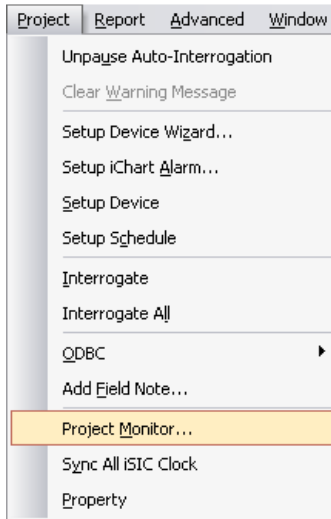 Project Report Advanced Window
Unpause Auto-Interrogation
Clear Warning Message
Setup Device Wizard...
Setup iChart Alarm...
Setup Device
Setup Schedule
Interrogate
Interrogate All
ODBC
Add Field Note...
Project Monitor...
Sync All iSIC Clock
Property